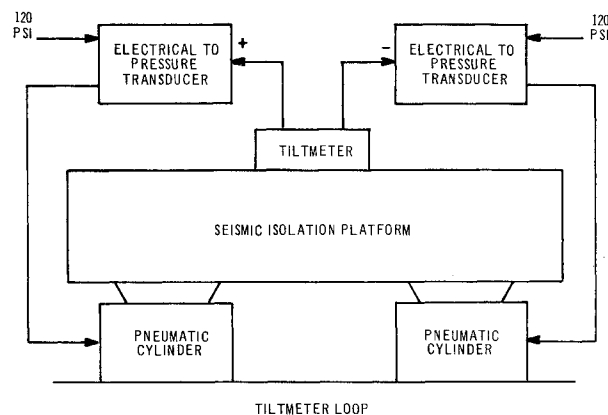 120
PSI
ELECTRICAL TO
PRESSURE
TRANSDUCER
+
−
ELECTRICAL TO
PRESSURE
TRANSDUCER
120
PSI
TILTMETER
SEISMIC ISOLATION PLATFORM
PNEUMATIC
CYLINDER
PNEUMATIC
CYLINDER
TILTMETER LOOP